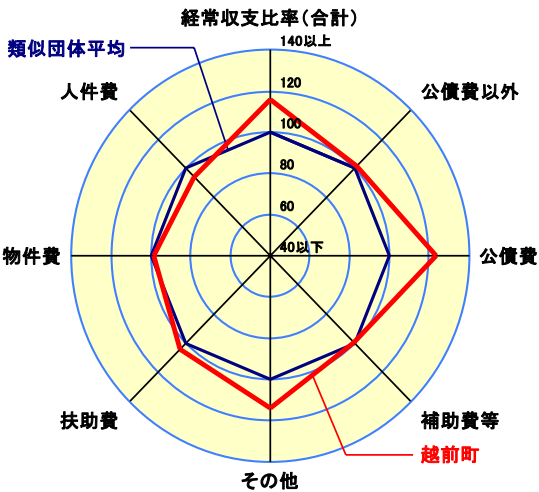 経常収支比率(合計)
140以上
類似団体平均
120
人件費
公債費以外
100
80
60
40以下
物件費
公債費
扶助費
補助費等
越前町
その他